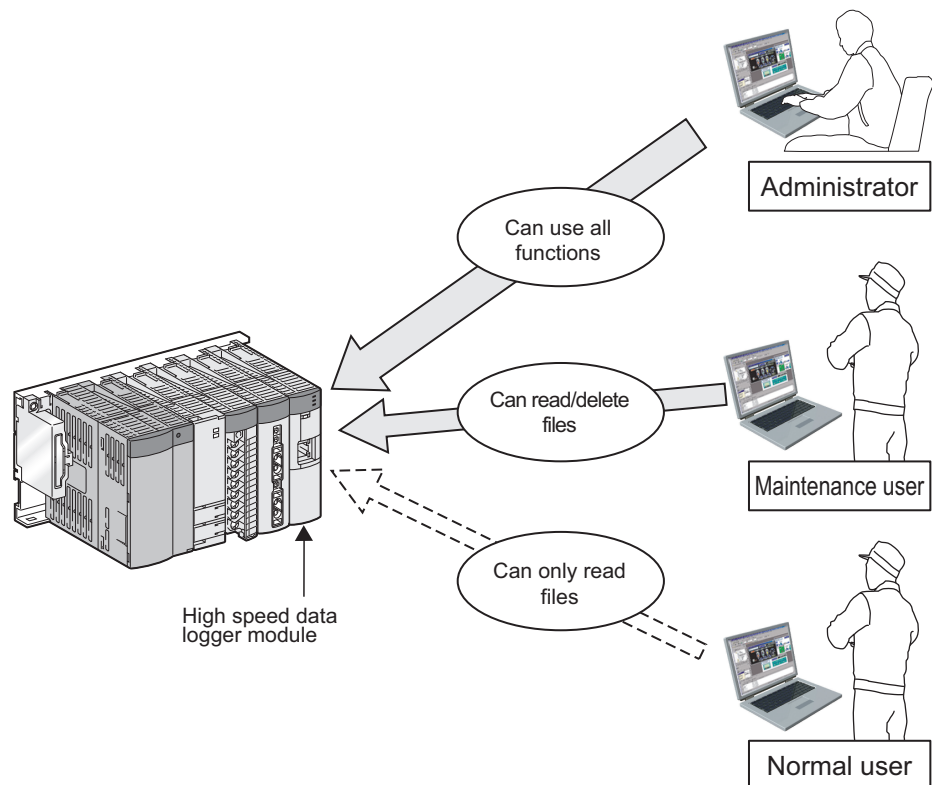 Administrator
Can use all
functions
Can read/delete
files
Maintenance user
Can only read
files
High speed data
logger module
Normal user